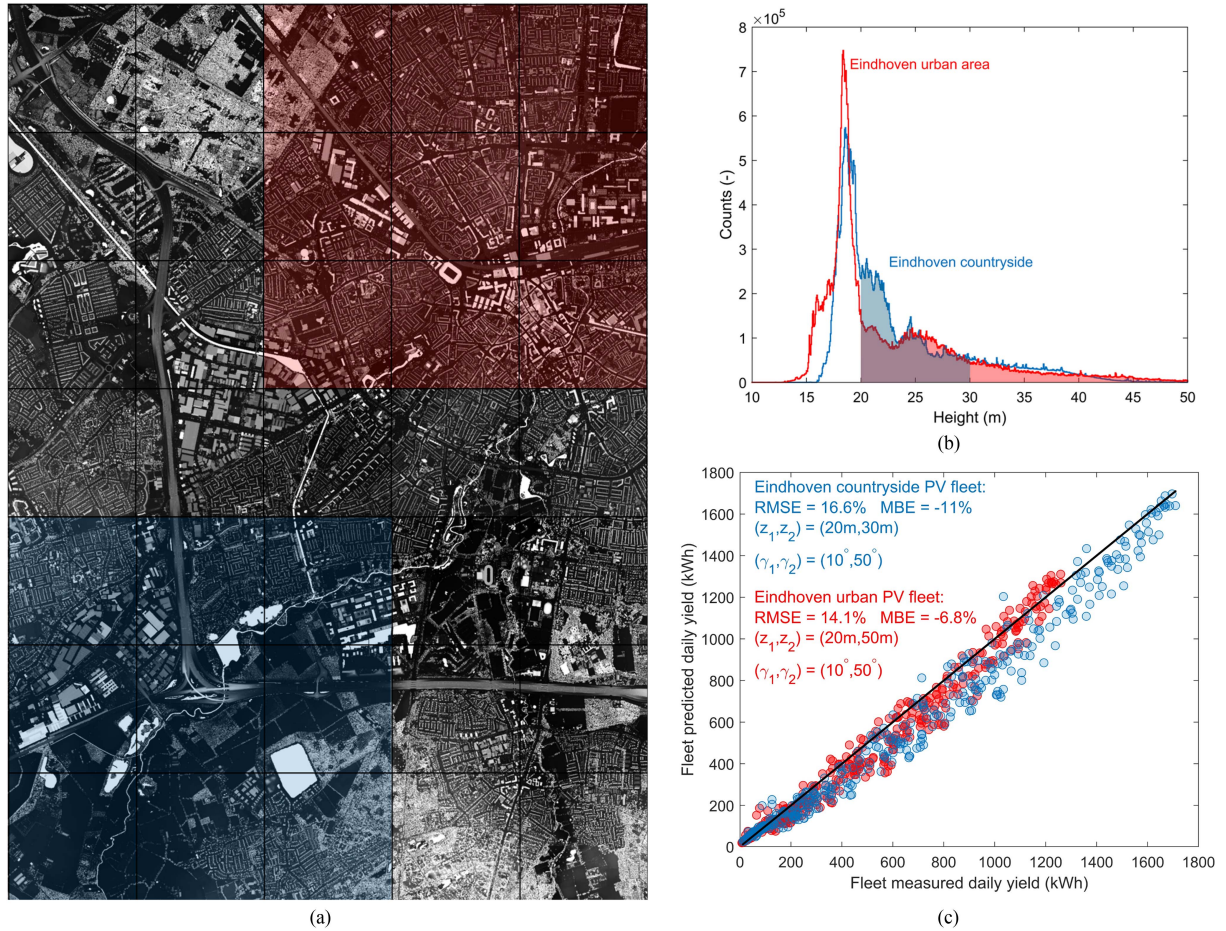 8
×10⁵
7
6
5
4
3
2
1
0
Counts (-)
Eindhoven urban area
Eindhoven countryside
10 15 20 25 30 35 40 45 50
Height (m)
(b)
1800
1600
1400
1200
1000
800
600
400
200
0
Fleet predicted daily yield (kWh)
Eindhoven countryside PV fleet:
RMSE = 16.6% MBE = -11%
(z₁,z₂) = (20m,30m)
(γ₁,γ₂) = (10°,50°)
Eindhoven urban PV fleet:
RMSE = 14.1% MBE = -6.8%
(z₁,z₂) = (20m,50m)
(γ₁,γ₂) = (10°,50°)
0 200 400 600 800 1000 1200 1400 1600 1800
Fleet measured daily yield (kWh)
(a)
(c)